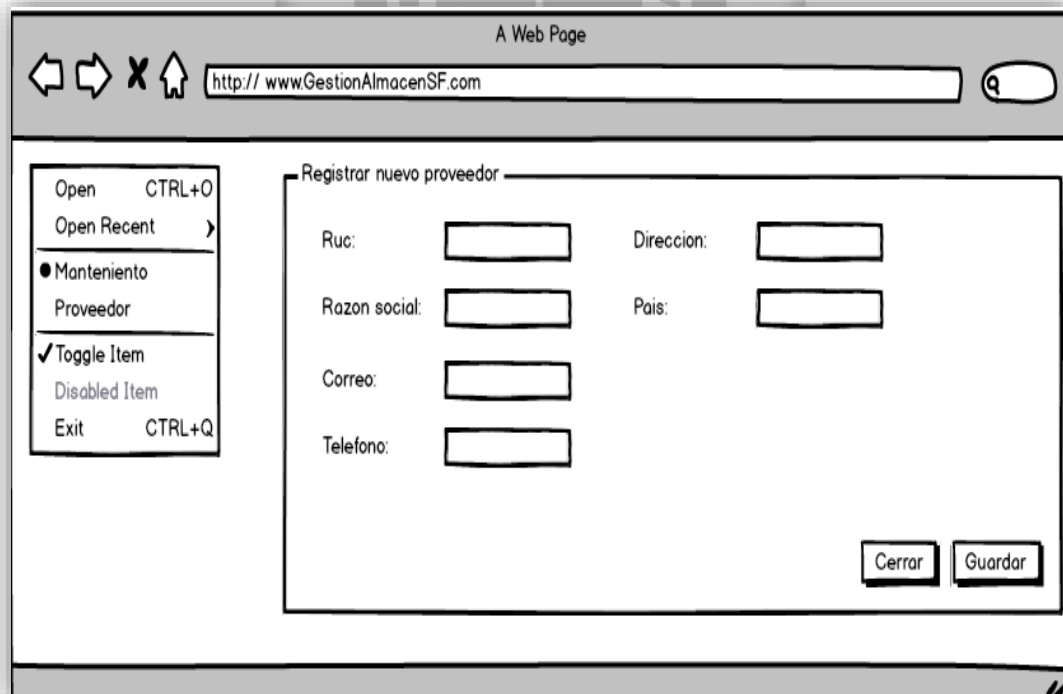 A Web Page
http:// www.GestionAlmacenSF.com
Open CTRL+O
Open Recent
Manteniento
Proveedor
Toggle Item
Disabled Item
Exit CTRL+Q
Registrar nuevo proveedor
Ruc:
Direccion:
Razon social:
Pais:
Correo:
Telefono:
Cerrar
Guardar